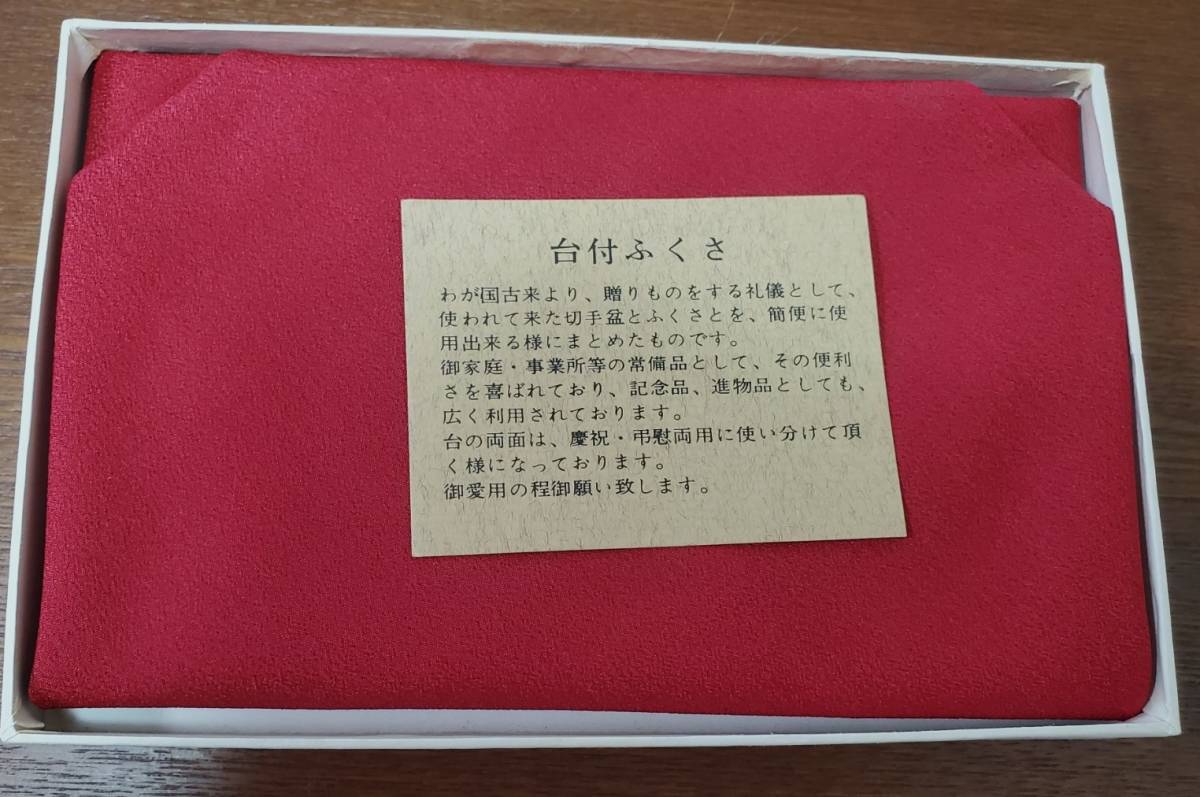 台付ふくさ
わが国古来より、贈りものをする礼儀として、
使われて来た切手盆とふくさとを、簡便に使
用出来る様にまとめたものです。
御家庭・事業所等の常備品として、その便利
さを喜ばれており、記念品、進物品としても、
広く利用されております。
台の両面は、慶祝・弔慰両用に使い分けて頂
く様になっております。
御愛用の程御願い致します。